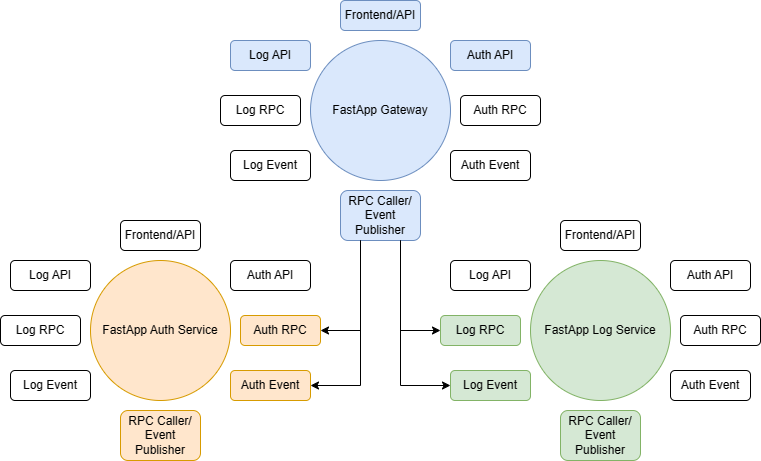 Frontend/API
Log API
Auth API
FastApp Gateway
Log RPC
Auth RPC
Log Event
Auth Event
RPC Caller/
Event
Publisher
Frontend/API
Log API
Auth API
FastApp Auth Service
Log RPC
Auth RPC
Log Event
Auth Event
RPC Caller/
Event
Publisher
Frontend/API
Log API
Auth API
Log RPC
FastApp Log Service
Auth RPC
Log Event
Auth Event
RPC Caller/
Event
Publisher